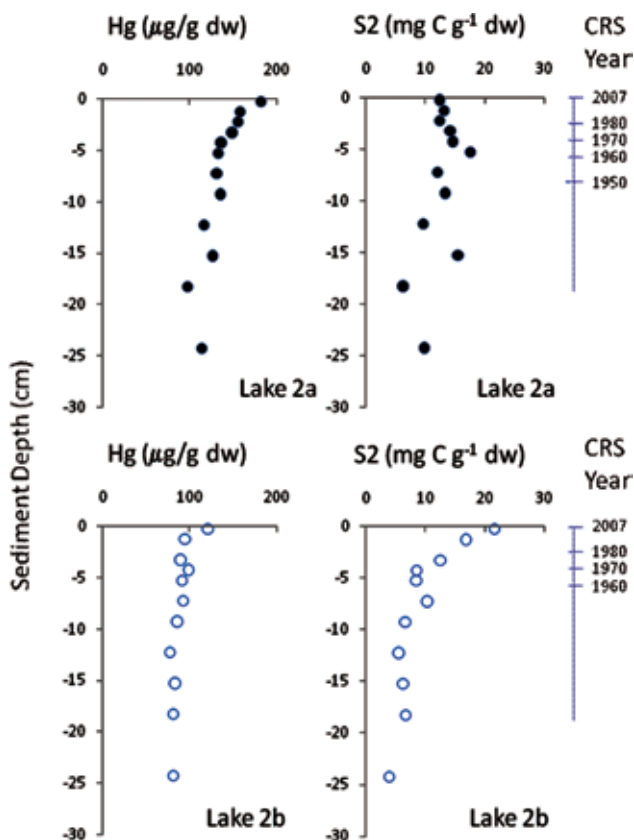 Hg (μg/g dw) S2 (mg C g⁻¹ dw) CRS
Year
0 100 200 0 10 20 30
0 2007
1980
-5 1970
1960
1950
-10
-15
-20
-25
Lake 2a Lake 2a
-30
Sediment Depth (cm)
Hg (μg/g dw) S2 (mg C g⁻¹ dw) CRS
Year
0 100 200 0 10 20 30
0 2007
1980
-5 1970
1960
-10
-15
-20
-25
Lake 2b Lake 2b
-30